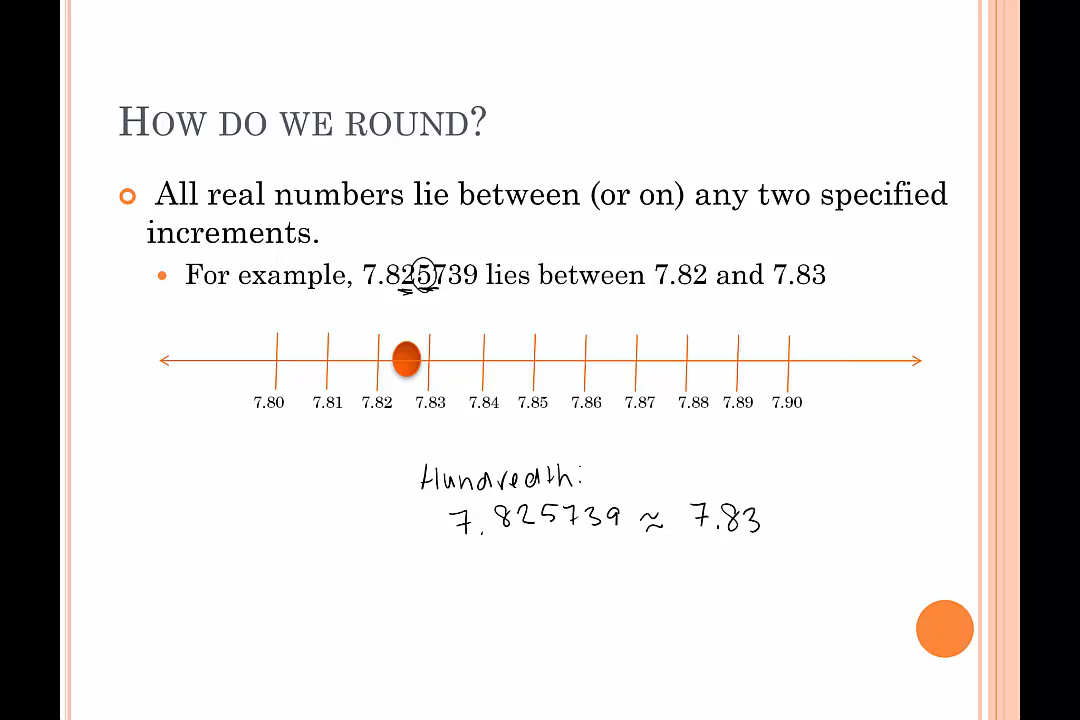 HOW DO WE ROUND?
All real numbers lie between (or on) any two specified
increments.
For example, 7.825739 lies between 7.82 and 7.83
7.80 7.81 7.82 7.83 7.84 7.85 7.86 7.87 7.88 7.89 7.90
Hundredth:
7.825739 ≈ 7.83